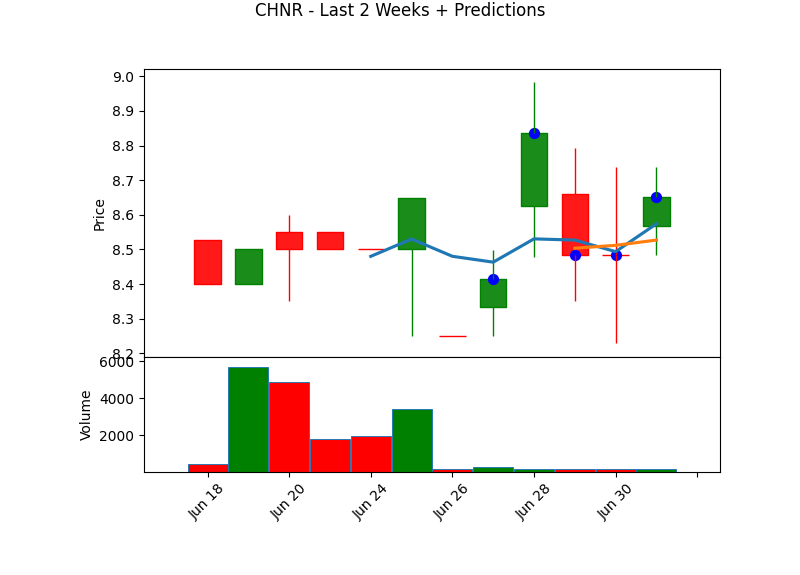 CHNR - Last 2 Weeks + Predictions
9.0
8.9
8.8
8.7
8.6
8.5
8.4
8.3
8.2
Price
6000
4000
2000
Volume
Jun 18
Jun 20
Jun 24
Jun 26
Jun 28
Jun 30